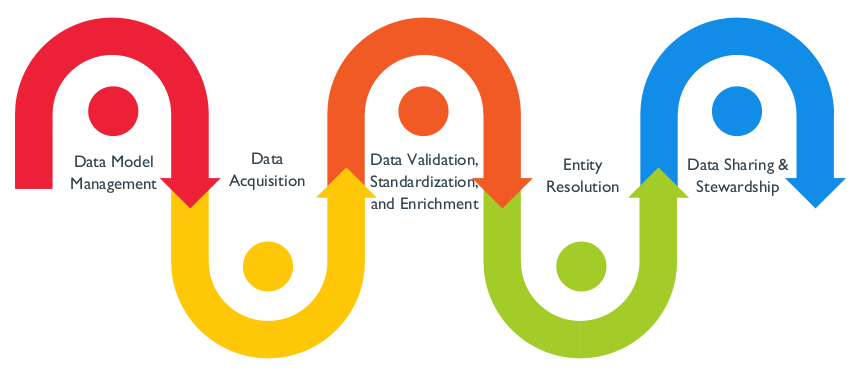 Data Model
Management
Data
Acquisition
Data Validation,
Standardization,
and Enrichment
Entity
Resolution
Data Sharing &
Stewardship